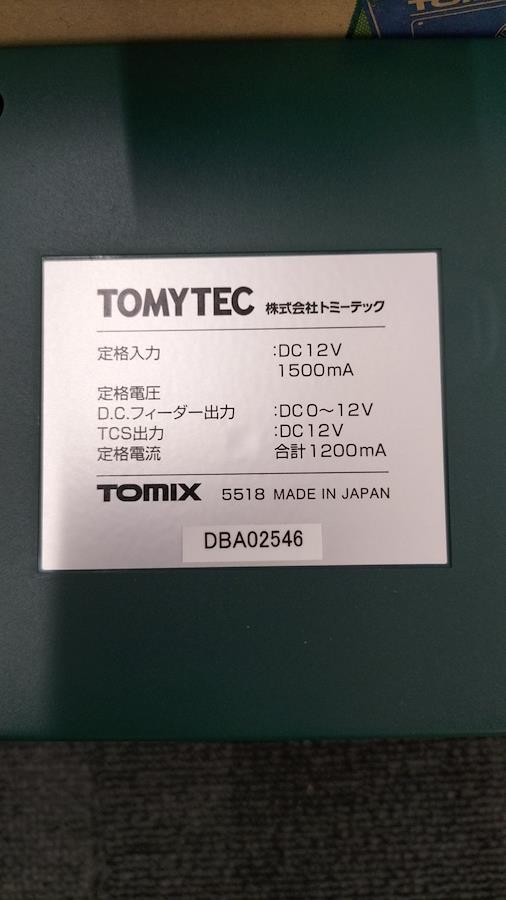 TOMYTEC 株式会社トミーテック
定格入力 :DC12V
1500mA
定格電圧
D.C.フィーダー出力 :DC0〜12V
TCS出力 :DC12V
定格電流 合計1200mA
TOMIX 5518 MADE IN JAPAN
DBA02546